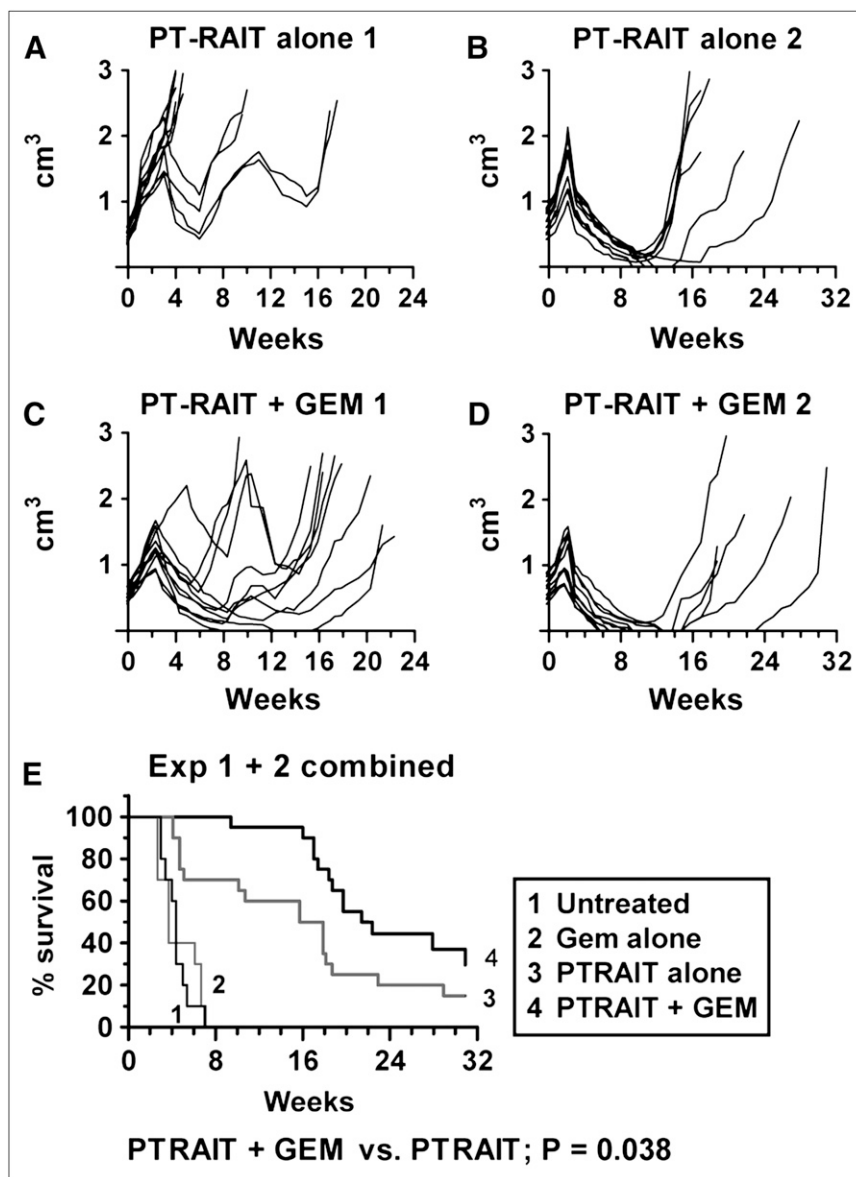 A
PT-RAIT alone 1
cm3
3
2
1
0 4 8 12 16 20 24
Weeks
B
PT-RAIT alone 2
cm3
3
2
1
0 8 16 24 32
Weeks
C
PT-RAIT + GEM 1
cm3
3
2
1
0 4 8 12 16 20 24
Weeks
D
PT-RAIT + GEM 2
cm3
3
2
1
0 8 16 24 32
Weeks
E
Exp 1 + 2 combined
% survival
100
80
60
40
20
0
1
2
4
3
0 8 16 24 32
Weeks
1 Untreated
2 Gem alone
3 PTRAIT alone
4 PTRAIT + GEM
PTRAIT + GEM vs. PTRAIT; P = 0.038